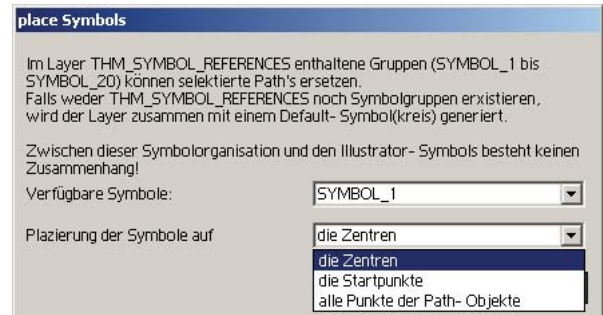 place Symbols
Im Layer THM_SYMBOL_REFERENCES enthaltene Gruppen (SYMBOL_1 bis
SYMBOL_20) können selektierte Path's ersetzen.
Falls weder THM_SYMBOL_REFERENCES noch Symbolgruppen erxistieren,
wird der Layer zusammen mit einem Default- Symbol(kreis) generiert.
Zwischen dieser Symbolorganisation und den Illustrator- Symbols besteht keinen
Zusammenhang!
Verfügbare Symbole: SYMBOL_1
Plazierung der Symbole auf die Zentren
die Zentren
die Startpunkte
alle Punkte der Path- Objekte